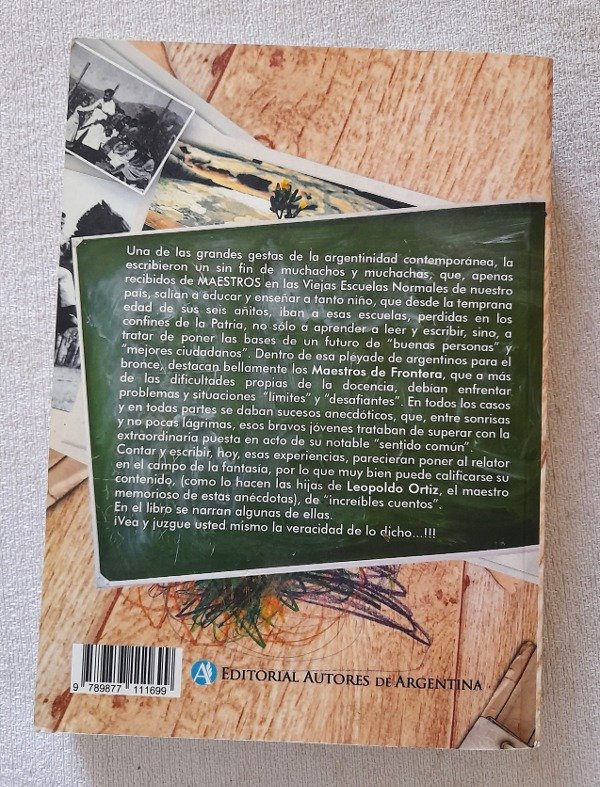 Una de las grandes gestas de la argentinidad contemporánea, la
escribieron un sin fin de muchachos y muchachas, que, apenas
recibidos de MAESTROS en las Viejas Escuelas Normales de nuestro
país, salían a educar y enseñar a tanto niño, que desde la temprana
edad de sus seis añitos, iban a esas escuelas, perdidas en los
confines de la Patria, no sólo a aprender a leer y escribir, sino, a
tratar de poner las bases de un futuro de “buenas personas” y
“mejores ciudadanos”. Dentro de esa pléyade de argentinos para el
bronce, destacan bellamente los Maestros de Frontera, que a más
de las dificultades propias de la docencia, debían enfrentar
problemas y situaciones “límites” y “desafiantes”. En todos los casos
y en todas partes se daban sucesos anecdóticos, que, entre sonrisas
y no pocas lágrimas, esos bravos jóvenes trataban de superar con la
extraordinaria puesta en acto de su notable “sentido común”.
Contar y escribir, hoy, esas experiencias, parecieran poner al relator
en el campo de la fantasía, por lo que muy bien puede calificarse su
contenido, (como lo hacen las hijas de Leopoldo Ortiz, el maestro
memorioso de estas anécdotas), de “increíbles cuentos”.
En el libro se narran algunas de ellas.
¡Vea y juzgue usted mismo la veracidad de lo dicho...!!!
9 789877 111699
EDITORIAL AUTORES DE ARGENTINA